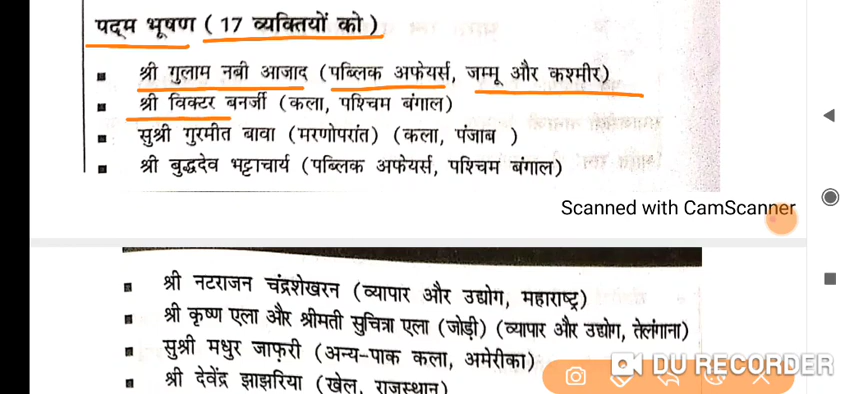 पद्म भूषण (17 व्यक्तियों को)
▪ श्री गुलाम नबी आजाद (पब्लिक अफेयर्स, जम्मू और कश्मीर)
▪ श्री विक्टर बनर्जी (कला, पश्चिम बंगाल)
▪ सुश्री गुरमीत बावा (मरणोपरांत) (कला, पंजाब )
▪ श्री बुद्धदेव भट्टाचार्य (पब्लिक अफेयर्स, पश्चिम बंगाल)
Scanned with CamScanner
▪ श्री नटराजन चंद्रशेखरन (व्यापार और उद्योग, महाराष्ट्र)
▪ श्री कृष्ण एला और श्रीमती सुचित्रा एला (जोड़ी) (व्यापार और उद्योग, तेलंगाना)
▪ सुश्री मधुर जाफ़री (अन्य-पाक कला, अमेरीका)
DU RECORDER
▪ श्री देवेंद्र झाझरिया (खेल, राजस्थान)